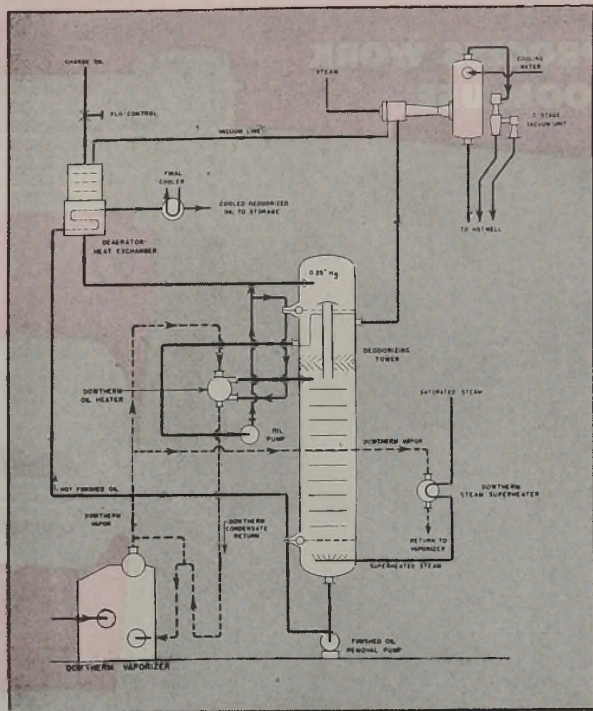 CHARGE OIL
FLO-CONTROL
STEAM
COOLING
WATER
2 STAGE
VACUUM UNIT
VACUUM LINE
FINAL
COOLER
COOLED DEODORIZED
OIL TO STORAGE
TO HOTWELL
DEAERATOR-
HEAT EXCHANGER
0.25" Hg
DEODORIZING
TOWER
DOWTHERM
OIL HEATER
SATURATED STEAM
OIL
PUMP
DOWTHERM VAPOR
HOT FINISHED OIL
DOWTHERM
VAPOR
DOWTHERM
STEAM SUPERHEATER
DOWTHERM
CONDENSATE
RETURN
RETURN TO
VAPORIZER
SUPERHEATED STEAM
DOWTHERM VAPORIZER
FINISHED OIL
REMOVAL PUMP